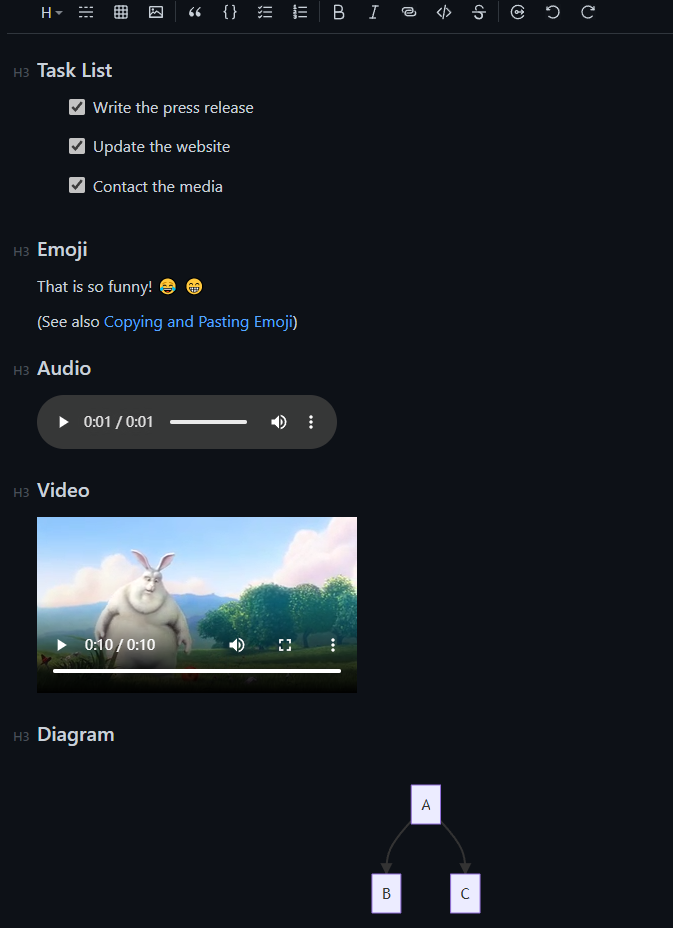 H
H3 Task List
Write the press release
Update the website
Contact the media
H3 Emoji
That is so funny! 😂 😁
(See also Copying and Pasting Emoji)
H3 Audio
0:01 / 0:01
H3 Video
0:10 / 0:10
H3 Diagram
A
B C